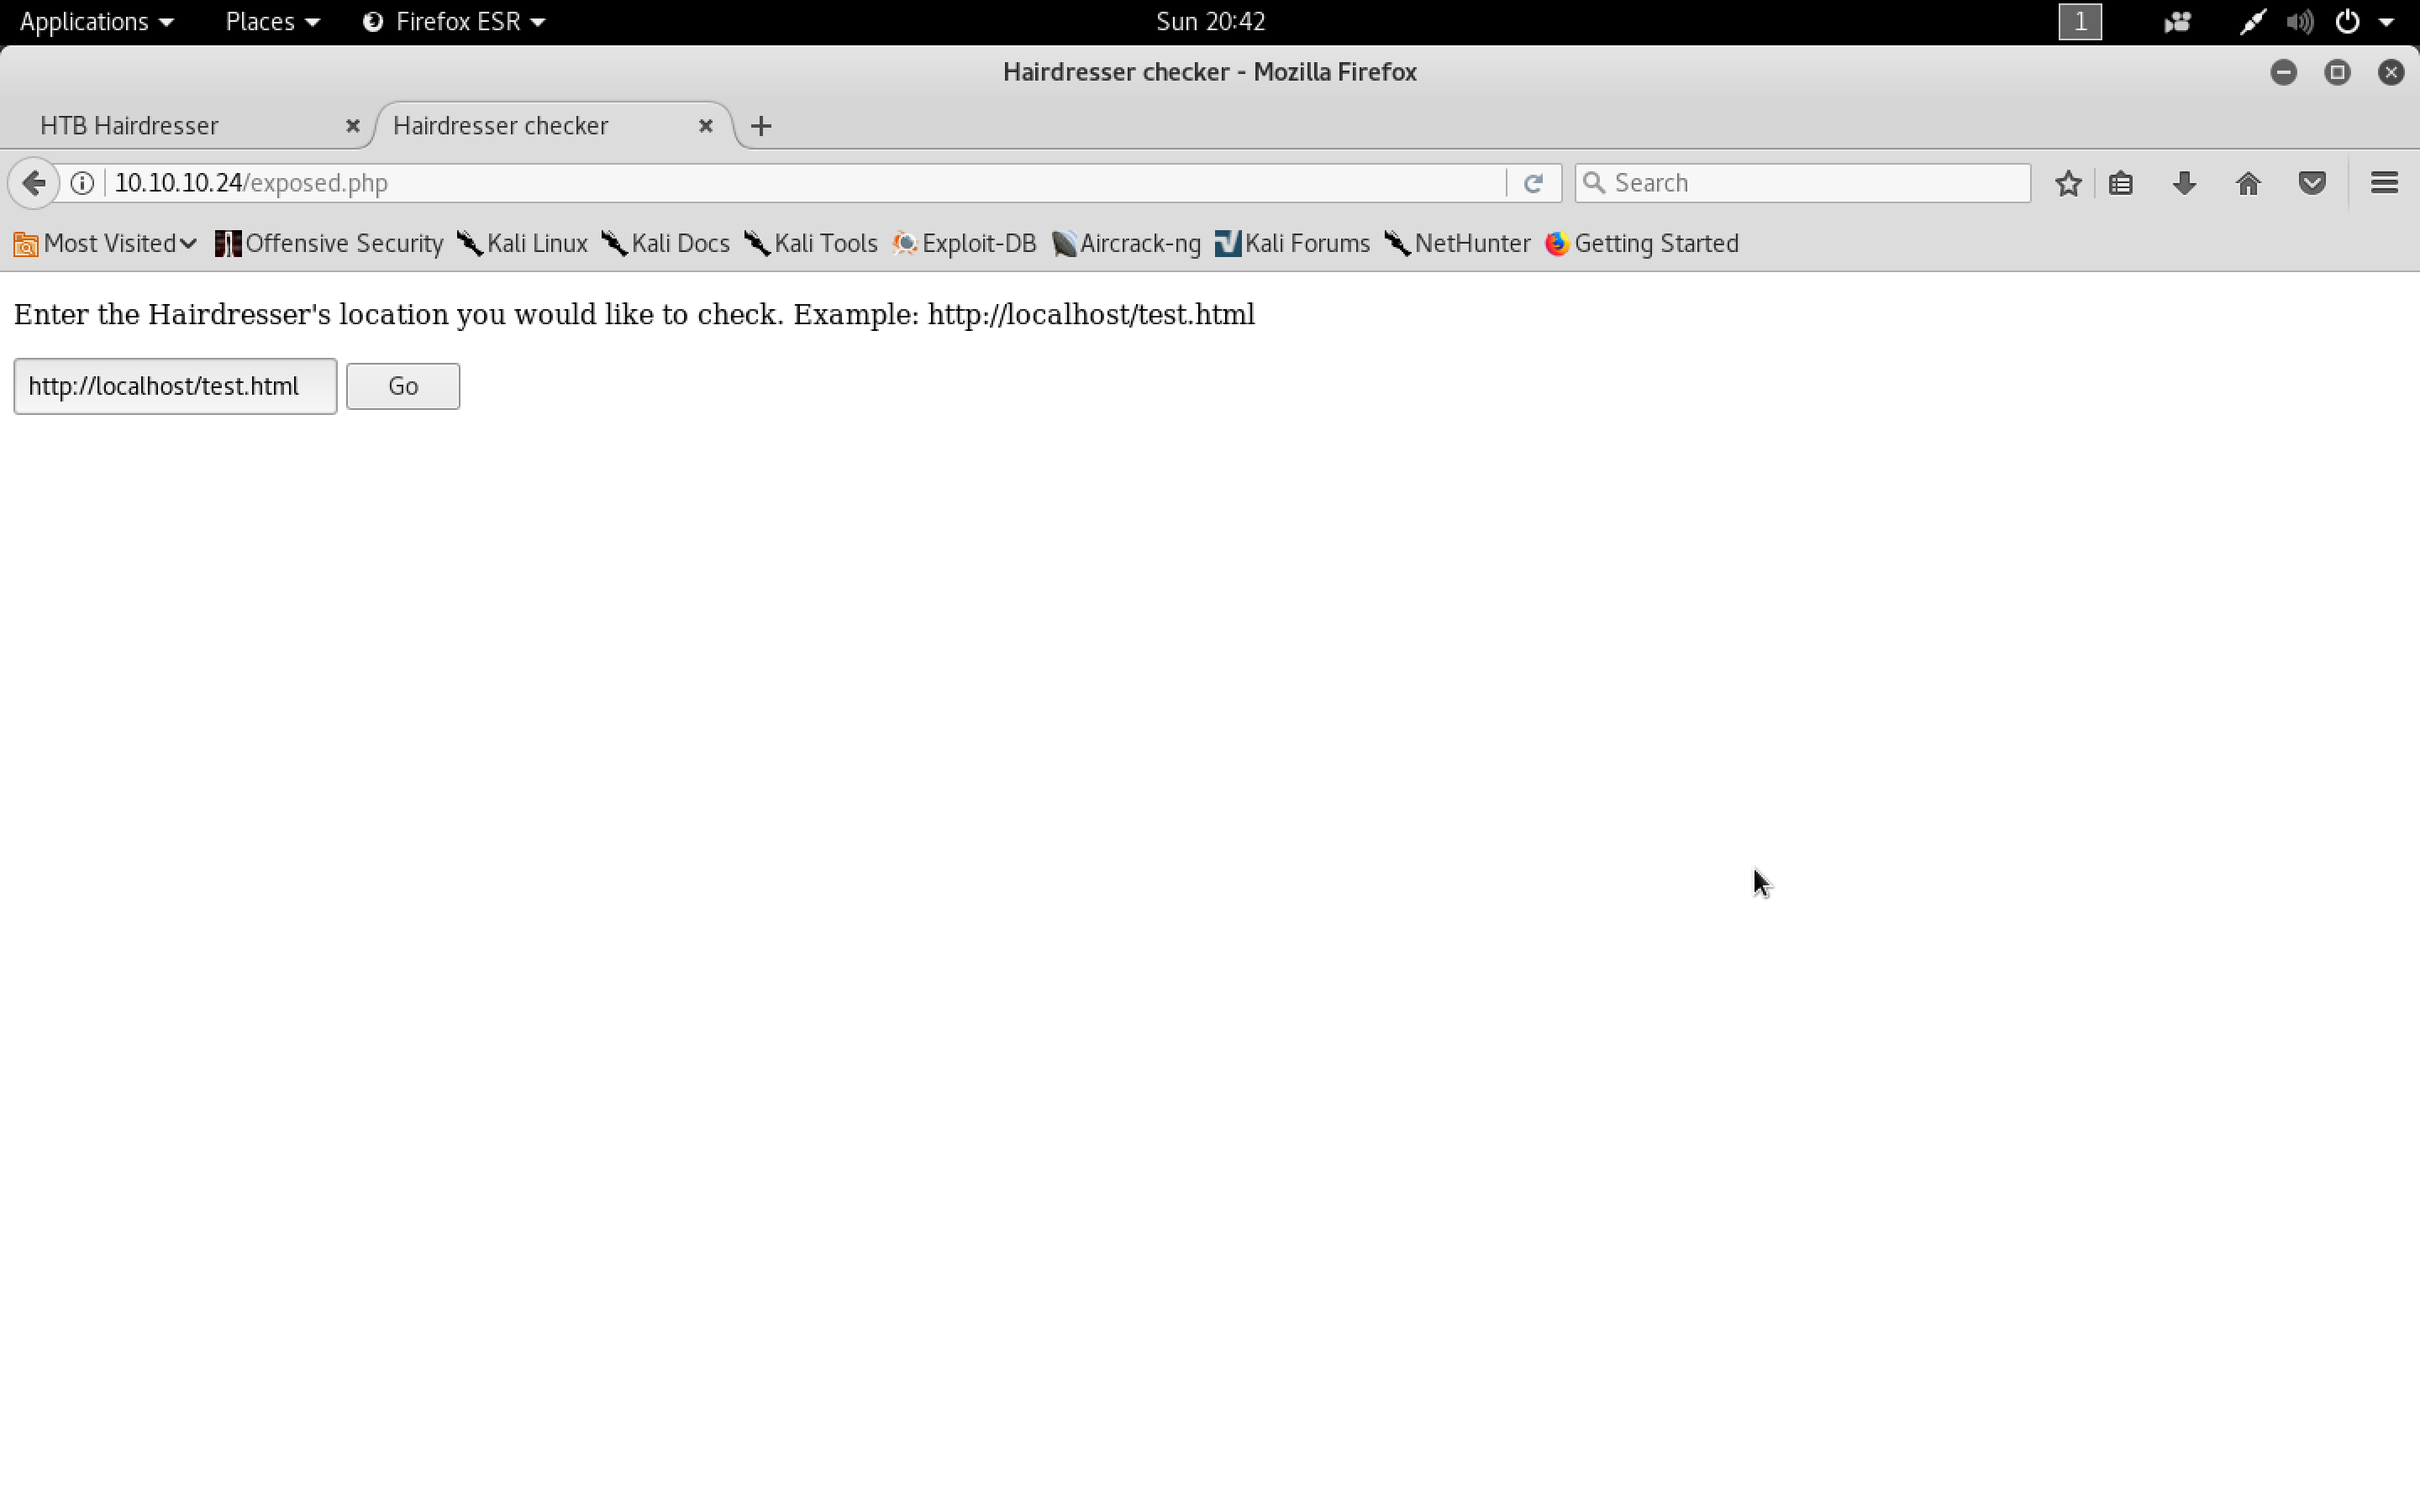 Applications Places Firefox ESR Sun 20:42 1
Hairdresser checker - Mozilla Firefox
HTB Hairdresser Hairdresser checker
10.10.10.24/exposed.php Search
Most Visited Offensive Security Kali Linux Kali Docs Kali Tools Exploit-DB Aircrack-ng Kali Forums NetHunter Getting Started
Enter the Hairdresser's location you would like to check. Example: http://localhost/test.html
http://localhost/test.html Go